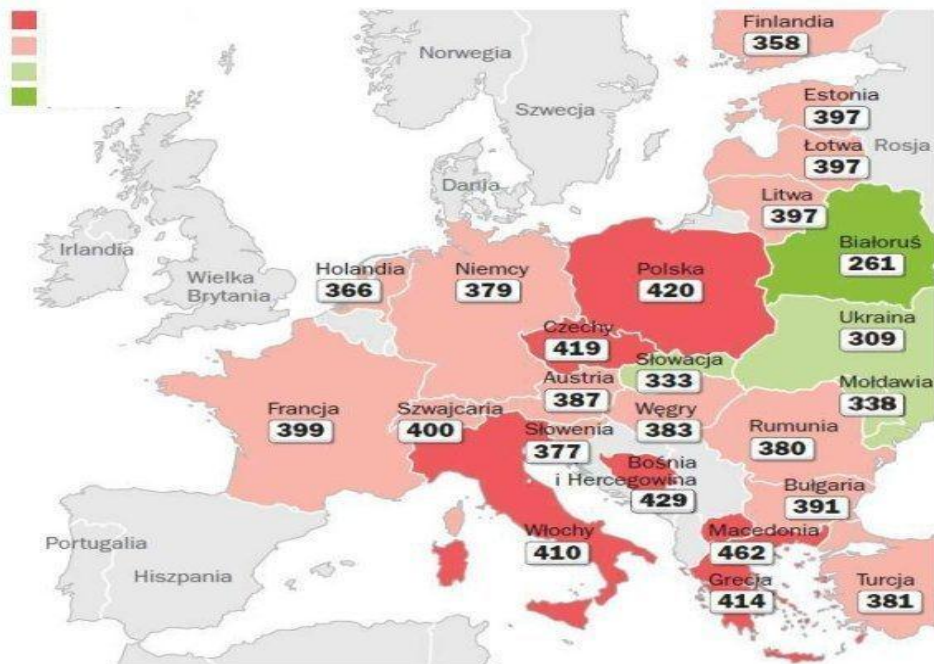 Finlandia
358
Norwegia
Szwecja
Estonia
397
Łotwa
397
Rosja
Litwa
397
Dania
Irlandia
Wielka
Brytania
Holandia
366
Niemcy
379
Polska
420
Białoruś
261
Ukraina
309
Czechy
419
Słowacja
333
Austria
387
Mołdawia
338
Francja
399
Szwajcaria
400
Węgry
383
Słowenia
377
Rumunia
380
Bośnia
i Hercegowina
429
Bułgaria
391
Portugalia
Hiszpania
Włochy
410
Macedonia
462
Grecja
414
Turcja
381